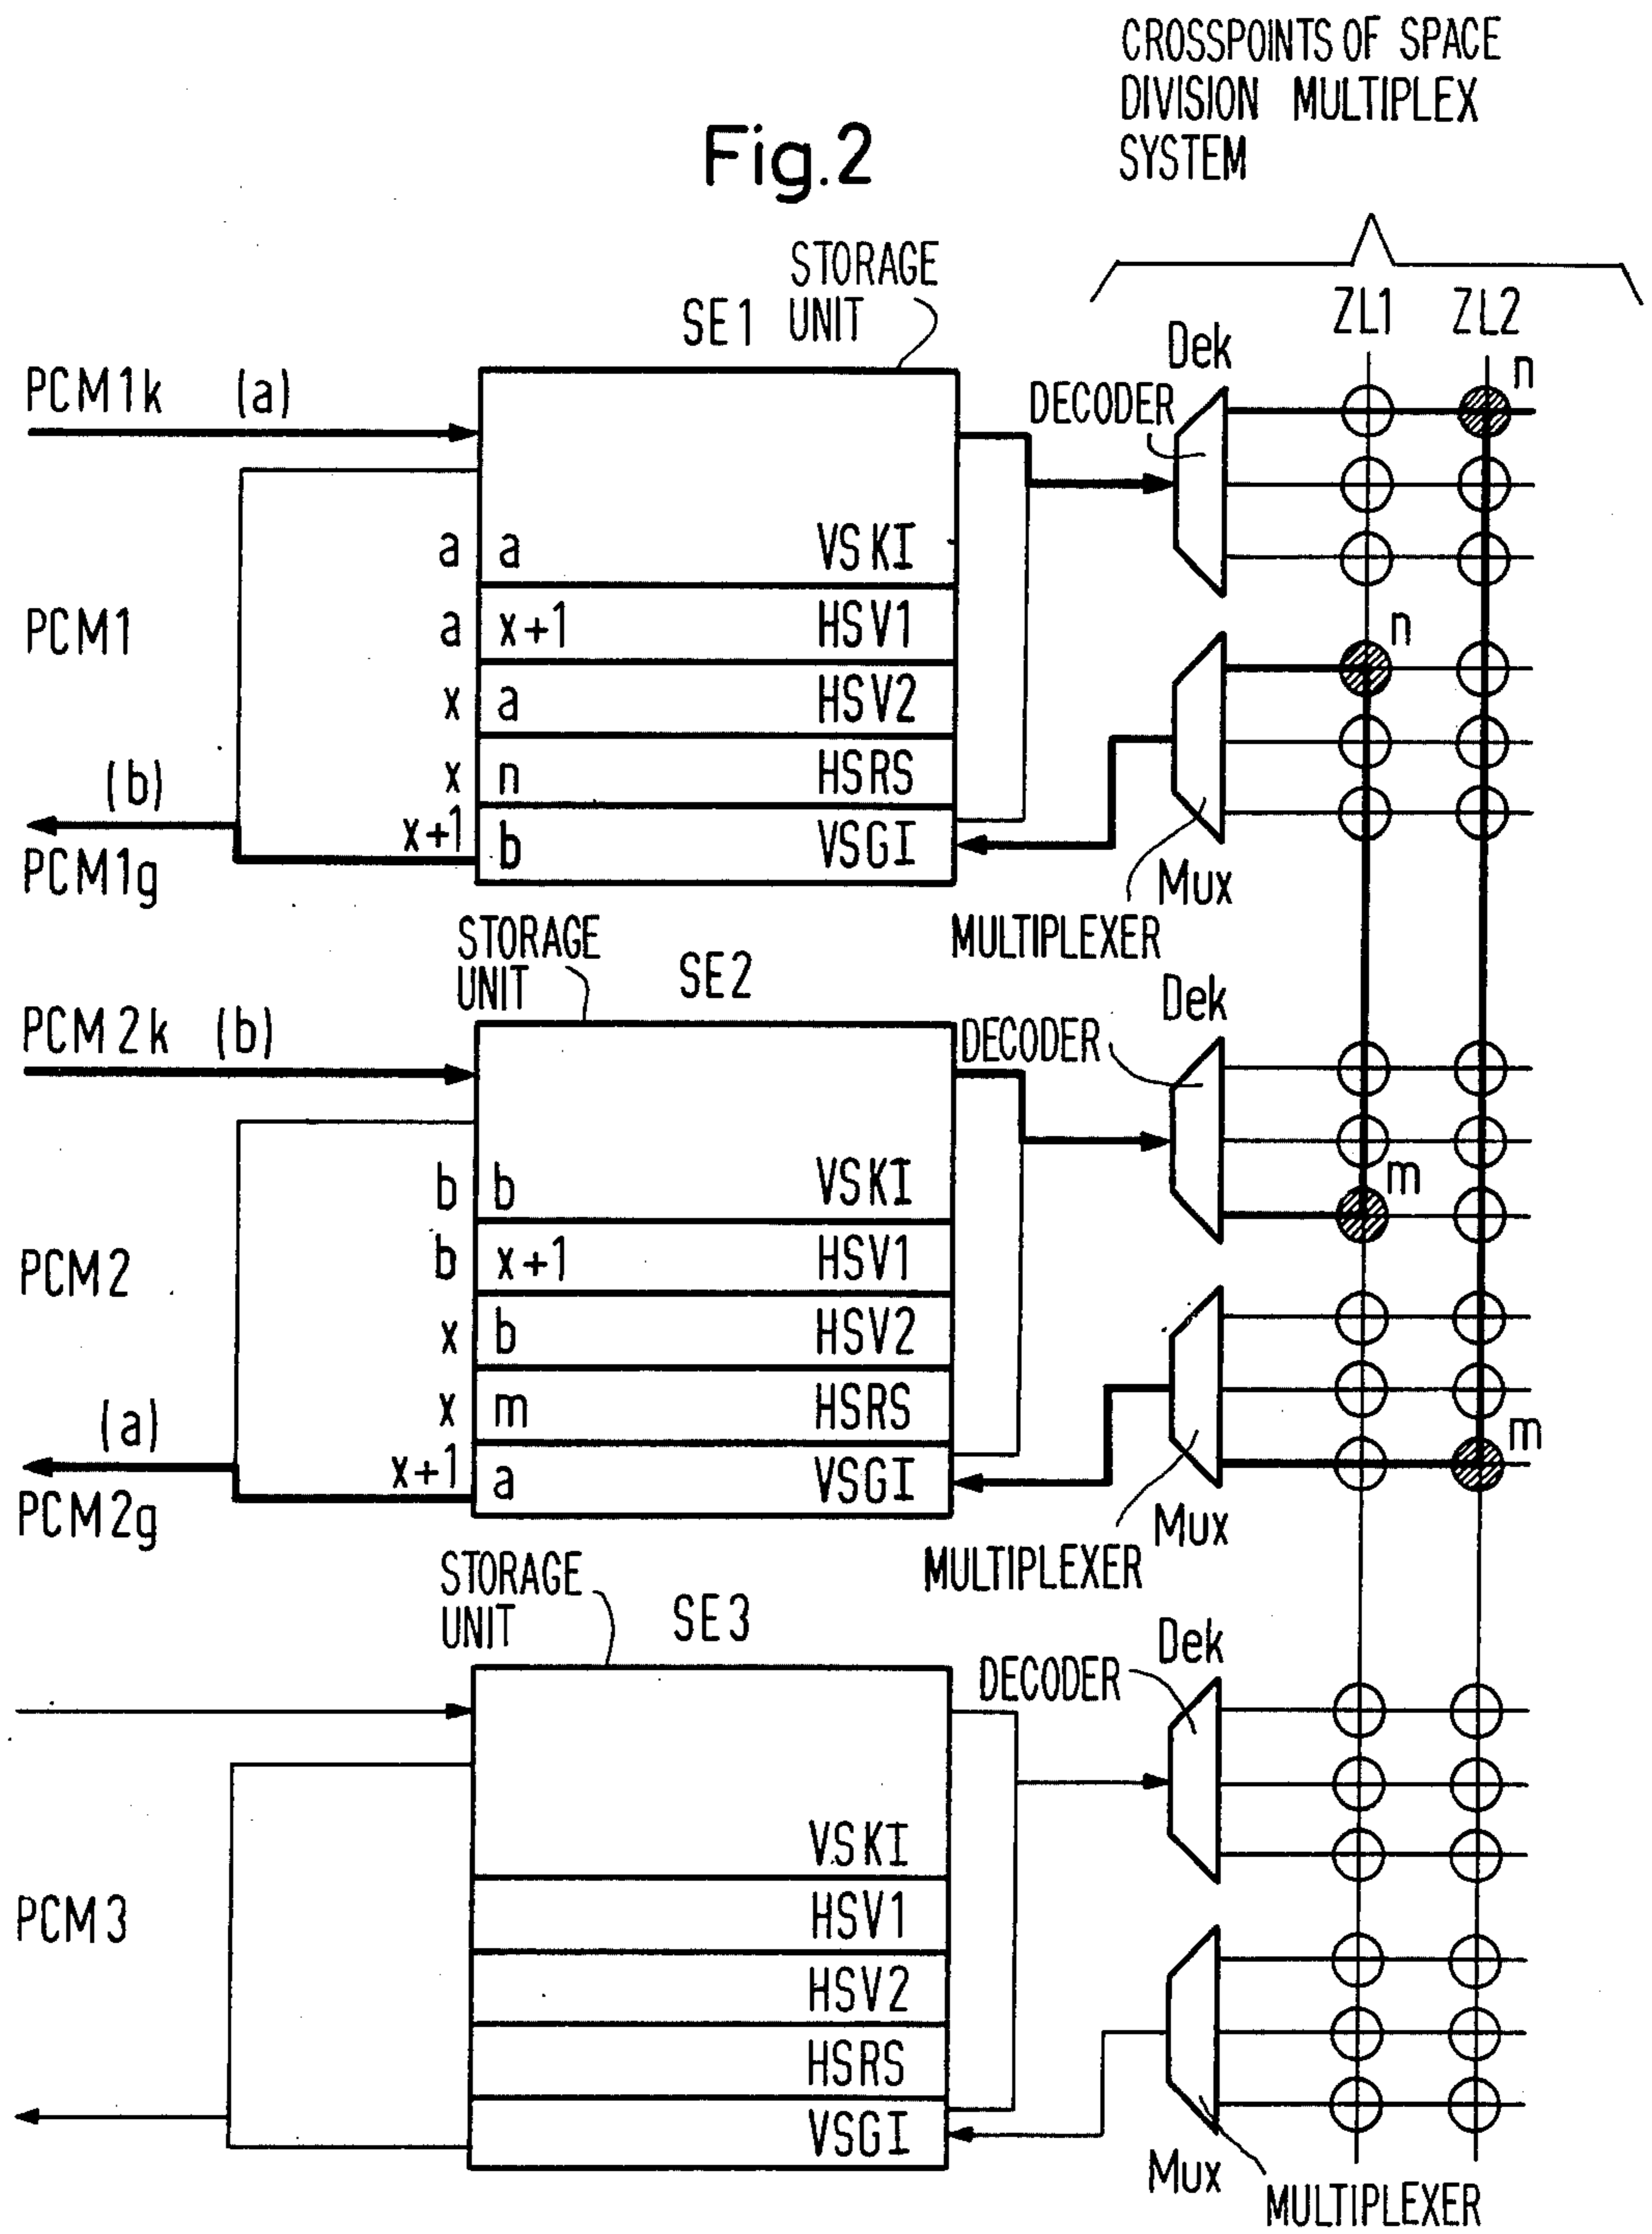 CROSSPOINTS OF SPACE
DIVISION MULTIPLEX
SYSTEM
Fig.2
STORAGE
UNIT
SE1
ZL1
ZL2
Dek
n
PCM1k (a)
DECODER
a
a
VSKI
PCM1
a
x+1
HSV1
n
x
a
HSV2
x
n
HSRS
(b)
x+1
b
VSGI
PCM1g
Mux
MULTIPLEXER
STORAGE
UNIT
SE2
Dek
PCM2k (b)
DECODER
b
b
VSKI
m
PCM2
b
x+1
HSV1
x
b
HSV2
x
m
HSRS
(a)
m
x+1
a
VSGI
PCM2g
Mux
MULTIPLEXER
STORAGE
UNIT
SE3
Dek
DECODER
VSKI
PCM3
HSV1
HSV2
HSRS
VSGI
Mux
MULTIPLEXER